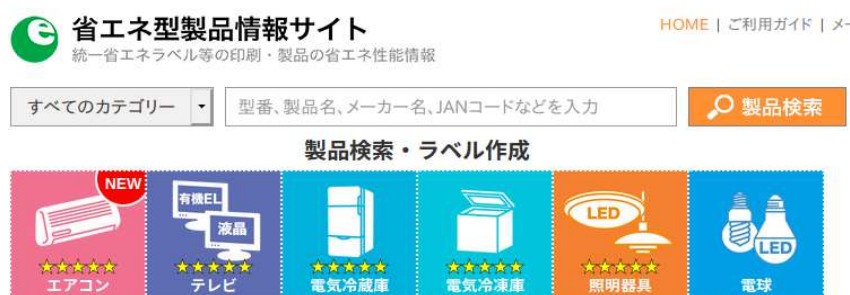 省エネ型製品情報サイト
統一省エネラベル等の印刷・製品の省エネ性能情報
HOME | ご利用ガイド |
すべてのカテゴリー
型番、製品名、メーカー名、JANコードなどを入力
製品検索
製品検索・ラベル作成
NEW
エアコン
有機EL
液晶
テレビ
電気冷蔵庫
電気冷凍庫
LED
照明器具
LED
電球